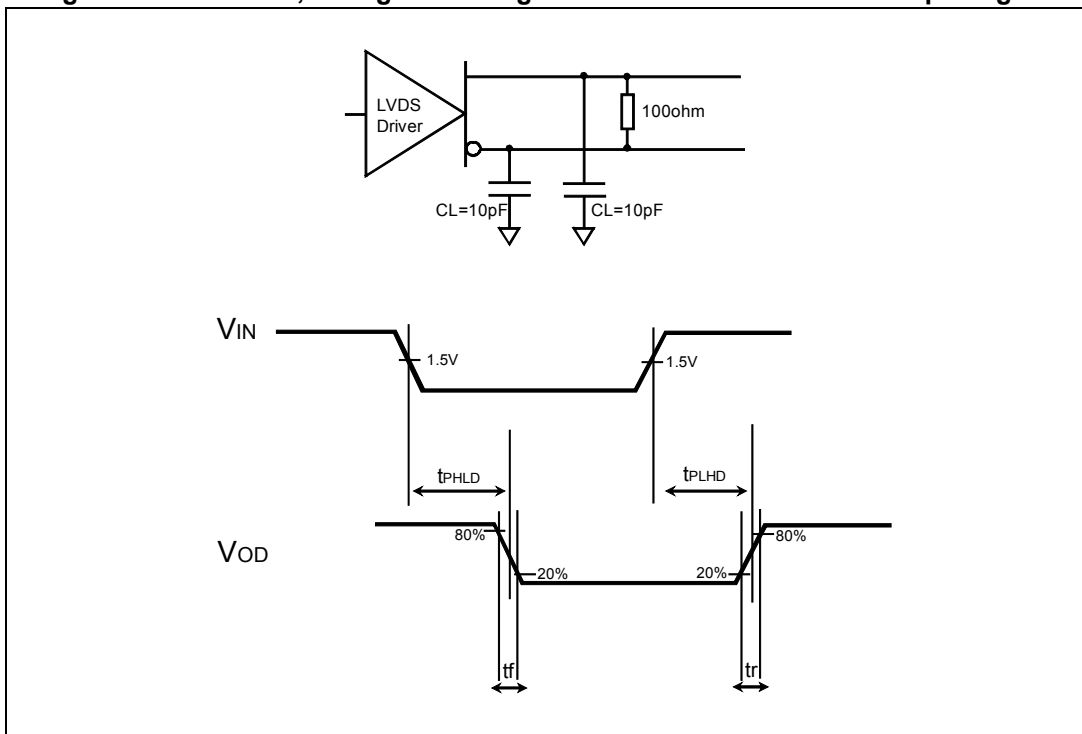 LVDS
Driver
100ohm
CL=10pF
CL=10pF
VIN
1.5V
1.5V
tPHLD
tPLHD
VOD
80%
20%
20%
80%
tf
tr